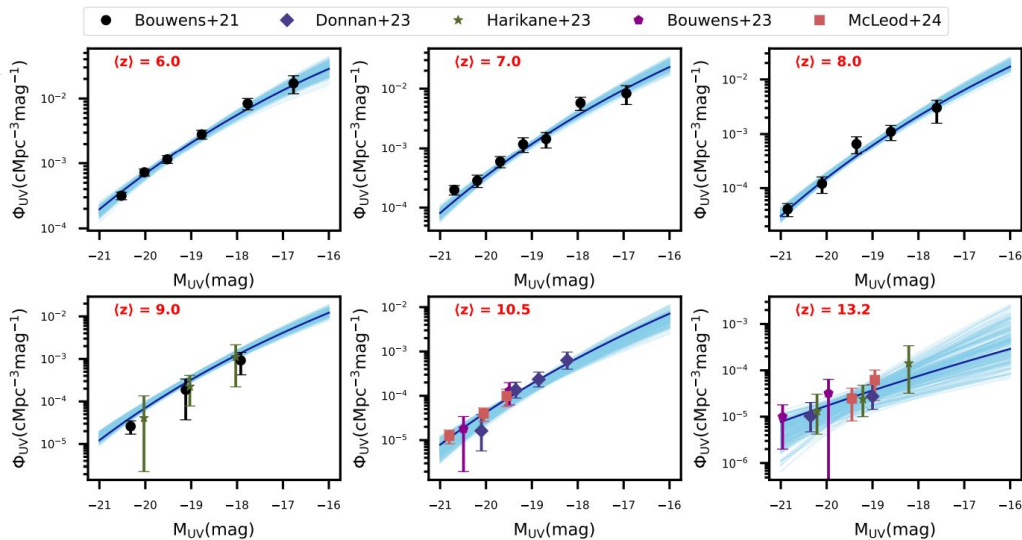 Bouwens+21 Donnan+23 Harikane+23 Bouwens+23 McLeod+24
⟨z⟩ = 6.0 ⟨z⟩ = 7.0 ⟨z⟩ = 8.0
10⁻² 10⁻² 10⁻²
10⁻³ 10⁻³ 10⁻³
10⁻⁴ 10⁻⁴ 10⁻⁴
Φ_UV(cMpc⁻³mag⁻¹) Φ_UV(cMpc⁻³mag⁻¹) Φ_UV(cMpc⁻³mag⁻¹)
−21 −20 −19 −18 −17 −16 −21 −20 −19 −18 −17 −16 −21 −20 −19 −18 −17 −16
M_UV(mag) M_UV(mag) M_UV(mag)
⟨z⟩ = 9.0 ⟨z⟩ = 10.5 ⟨z⟩ = 13.2
10⁻² 10⁻² 10⁻²
10⁻³ 10⁻³ 10⁻³
10⁻⁴ 10⁻⁴ 10⁻⁴
10⁻⁵ 10⁻⁵ 10⁻⁵
10⁻⁶
Φ_UV(cMpc⁻³mag⁻¹) Φ_UV(cMpc⁻³mag⁻¹) Φ_UV(cMpc⁻³mag⁻¹)
−21 −20 −19 −18 −17 −16 −21 −20 −19 −18 −17 −16 −21 −20 −19 −18 −17 −16
M_UV(mag) M_UV(mag) M_UV(mag)